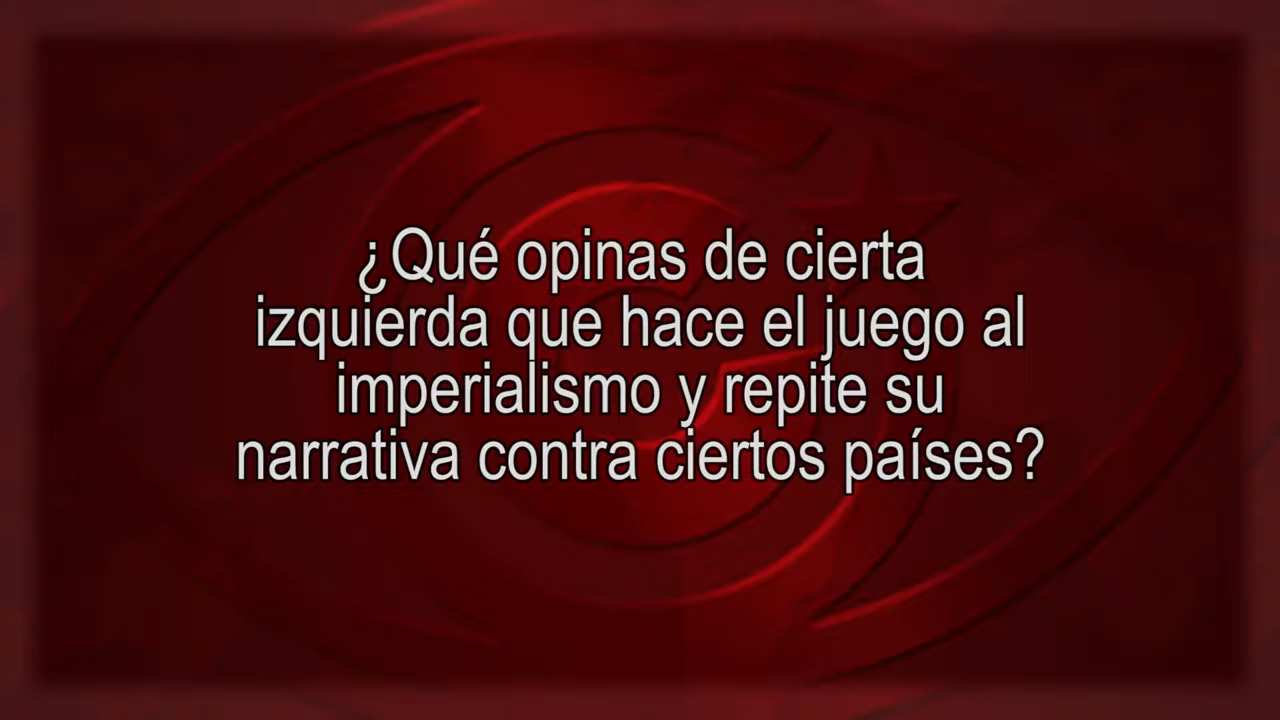 ¿Qué opinas de cierta
izquierda que hace el juego al
imperialismo y repite su
narrativa contra ciertos países?